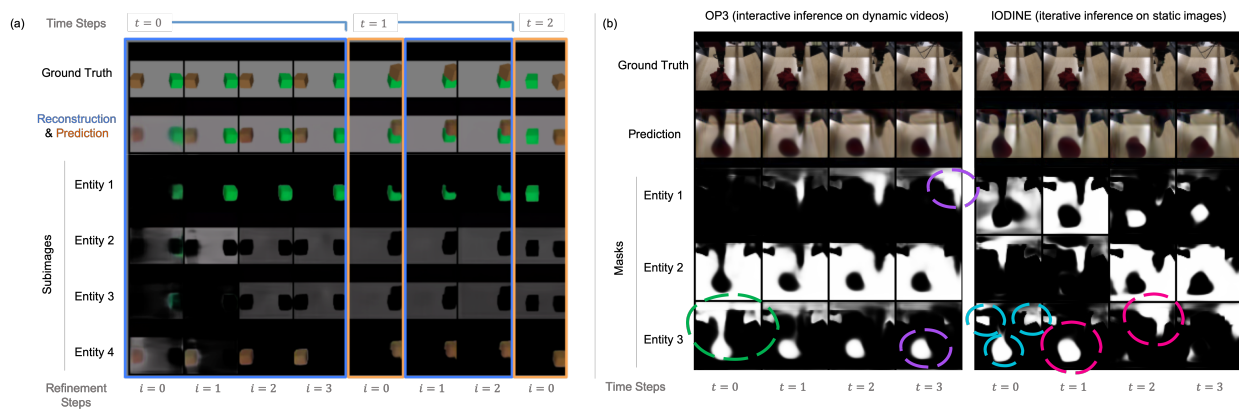 (a)
Time Steps
t = 0
t = 1
t = 2
Ground Truth
Reconstruction
& Prediction
Subimages
Entity 1
Entity 2
Entity 3
Entity 4
Refinement
Steps
i = 0
i = 1
i = 2
i = 3
i = 0
i = 1
i = 2
i = 0
(b)
OP3 (interactive inference on dynamic videos)
IODINE (iterative inference on static images)
Ground Truth
Prediction
Masks
Entity 1
Entity 2
Entity 3
Time Steps
t = 0
t = 1
t = 2
t = 3
t = 0
t = 1
t = 2
t = 3